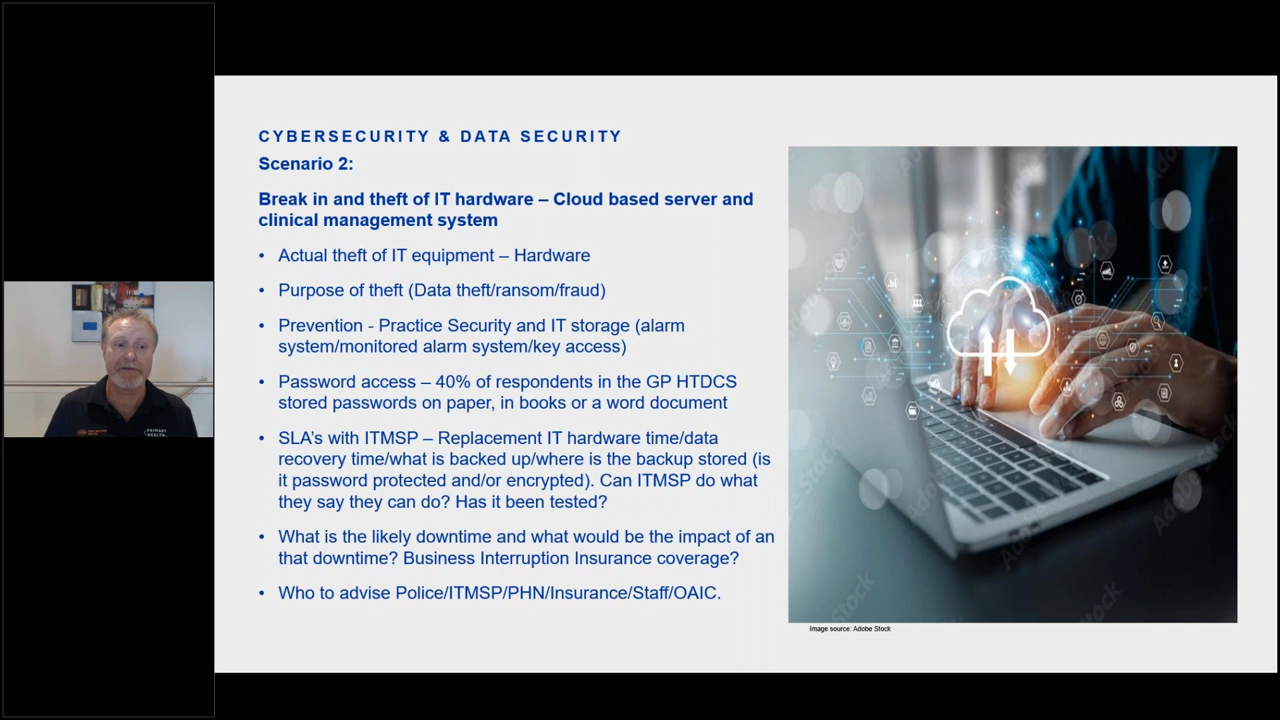 CYBERSECURITY & DATA SECURITY
Scenario 2:
Break in and theft of IT hardware – Cloud based server and
clinical management system
• Actual theft of IT equipment – Hardware
• Purpose of theft (Data theft/ransom/fraud)
• Prevention - Practice Security and IT storage (alarm
system/monitored alarm system/key access)
• Password access – 40% of respondents in the GP HTDCS
stored passwords on paper, in books or a word document
• SLA's with ITMSP – Replacement IT hardware time/data
recovery time/what is backed up/where is the backup stored (is
it password protected and/or encrypted). Can ITMSP do what
they say they can do? Has it been tested?
• What is the likely downtime and what would be the impact of an
that downtime? Business Interruption Insurance coverage?
• Who to advise Police/ITMSP/PHN/Insurance/Staff/OAIC.
Image source: Adobe Stock
PRIMARY
HEALTH